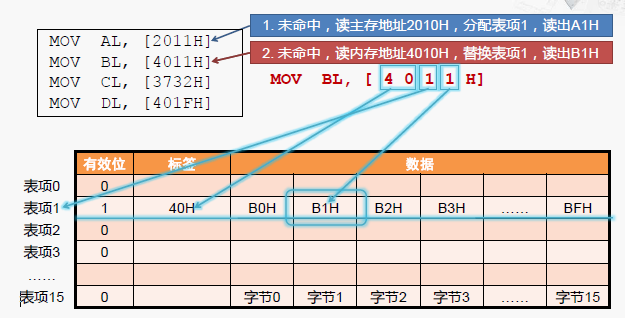 1. 未命中，读主存地址2010H，分配表项1，读出A1H
2. 未命中，读内存地址4010H，替换表项1，读出B1H
MOV AL, [2011H]
MOV BL, [4011H]
MOV CL, [3732H]
MOV DL, [401FH]
MOV BL, [ 4 0 1 1 H]
有效位 标签 数据
表项0 0
表项1 1 40H B0H B1H B2H B3H …… BFH
表项2 0
表项3 0
……
表项15 0 字节0 字节1 字节2 字节3 …… 字节15